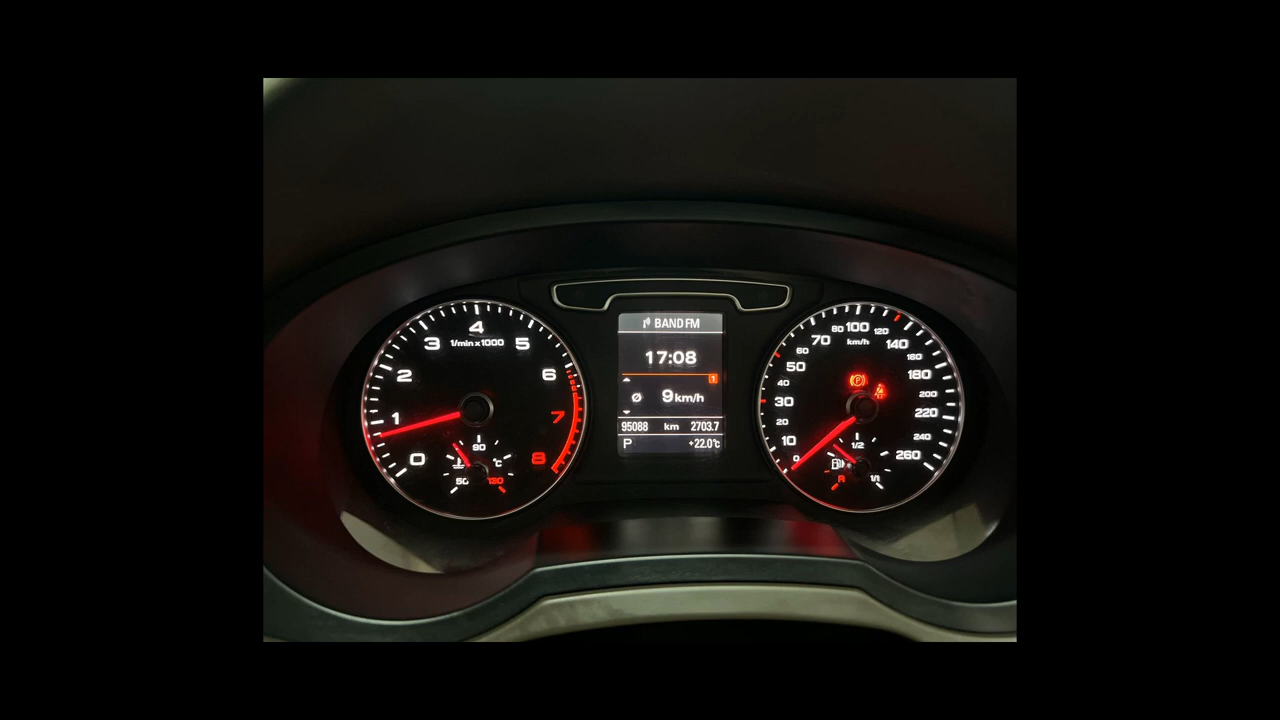 BAND FM
17:08
1
Ø 9 km/h
95088 km 2703.7
P +22.0°C
0 1 2 3 4 5 6 7 8
1/min x 1000
50 90 130
°C
0 10 20 30 40 50 60 70 80 100 120 140 160 180 200 220 240 260
km/h
(P)
R 1/2 1/1